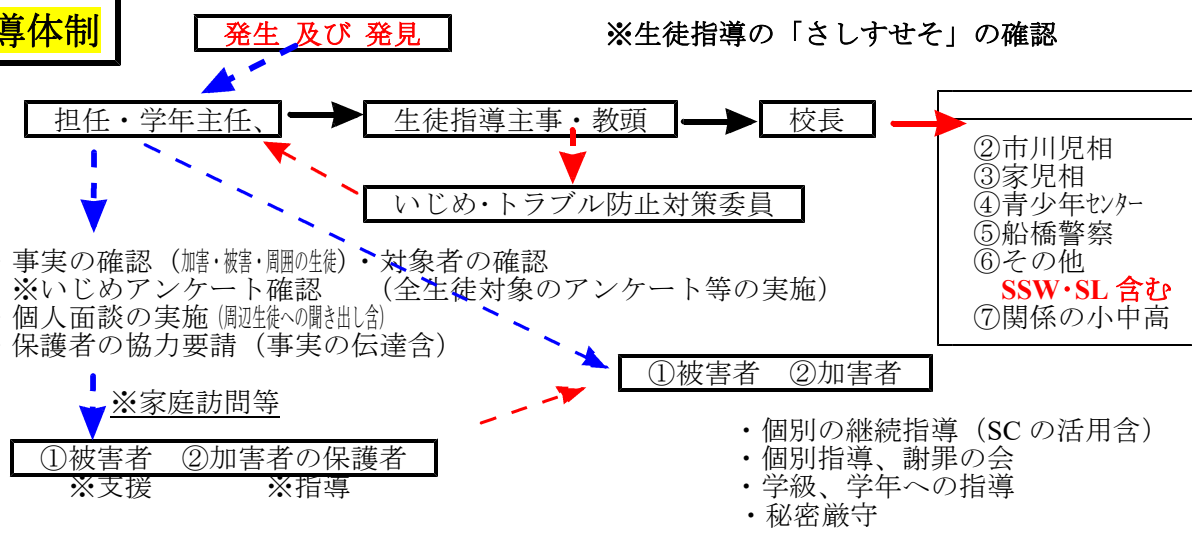 導体制
発生 及び 発見
※生徒指導の「さしすせそ」の確認
担任・学年主任、
生徒指導主事・教頭
校長
②市川児相
③家児相
④青少年センター
⑤船橋警察
⑥その他
SSW・SL 含む
⑦関係の小中高
いじめ・トラブル防止対策委員
事実の確認（加害・被害・周囲の生徒）・対象者の確認
※いじめアンケート確認　　（全生徒対象のアンケート等の実施）
個人面談の実施（周辺生徒への聞き出し含）
保護者の協力要請（事実の伝達含）
①被害者　②加害者
※家庭訪問等
①被害者　②加害者の保護者
※支援　　※指導
・個別の継続指導（SC の活用含）
・個別指導、謝罪の会
・学級、学年への指導
・秘密厳守